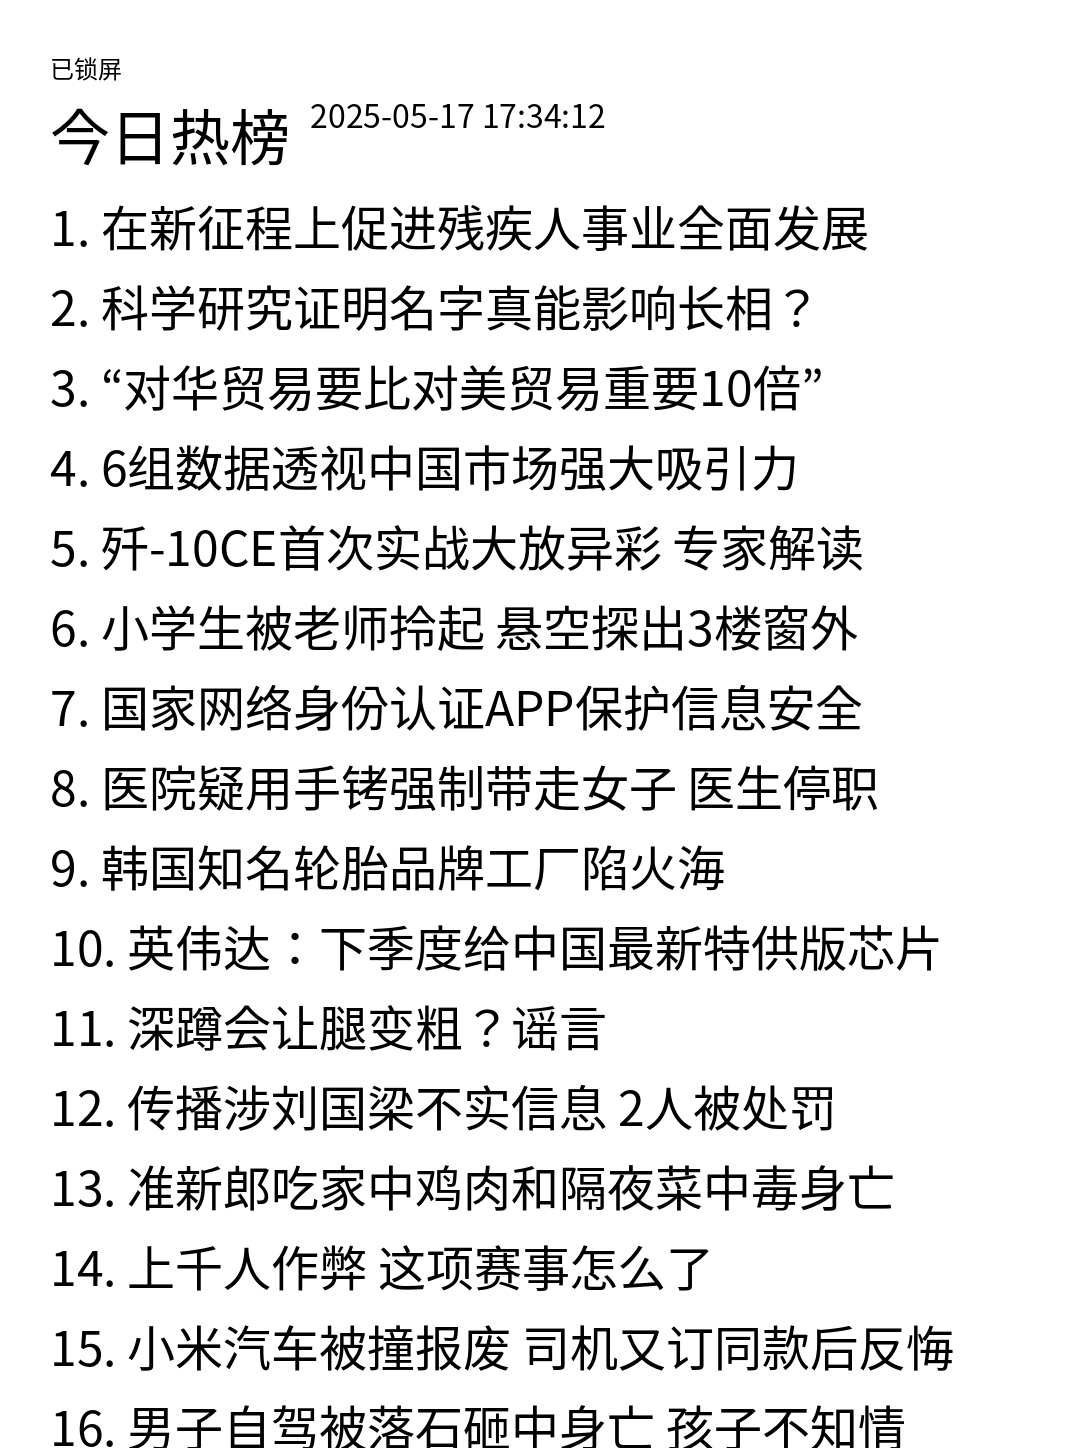 已锁屏
今日热榜 2025-05-17 17:34:12
1. 在新征程上促进残疾人事业全面发展
2. 科学研究证明名字真能影响长相？
3. “对华贸易要比对美贸易重要10倍”
4. 6组数据透视中国市场强大吸引力
5. 歼-10CE首次实战大放异彩 专家解读
6. 小学生被老师拎起 悬空探出3楼窗外
7. 国家网络身份认证APP保护信息安全
8. 医院疑用手铐强制带走女子 医生停职
9. 韩国知名轮胎品牌工厂陷火海
10. 英伟达：下季度给中国最新特供版芯片
11. 深蹲会让腿变粗？谣言
12. 传播涉刘国梁不实信息 2人被处罚
13. 准新郎吃家中鸡肉和隔夜菜中毒身亡
14. 上千人作弊 这项赛事怎么了
15. 小米汽车被撞报废 司机又订同款后反悔
16. 男子自驾被落石砸中身亡 孩子不知情